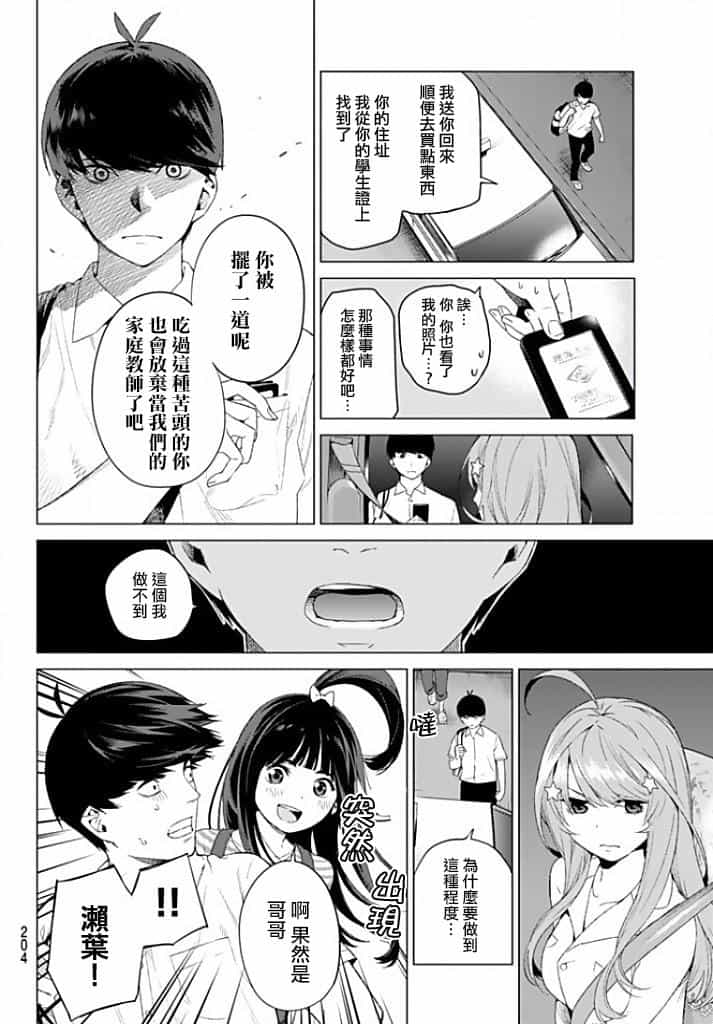 我送你回來
順便去買點東西
你的住址
我從你的學生證上
找到了
誒…
你 你也看了
我的照片…?
那種事情
怎麼樣都好吧…
你被
擺了一道呢
吃過這種苦頭的你
也會放棄當我們的
家庭教師了吧
這個我
做不到
噠
為什麼要做到
這種程度…
突然
出現
啊 果然是
哥哥
!!
瀨葉!
204